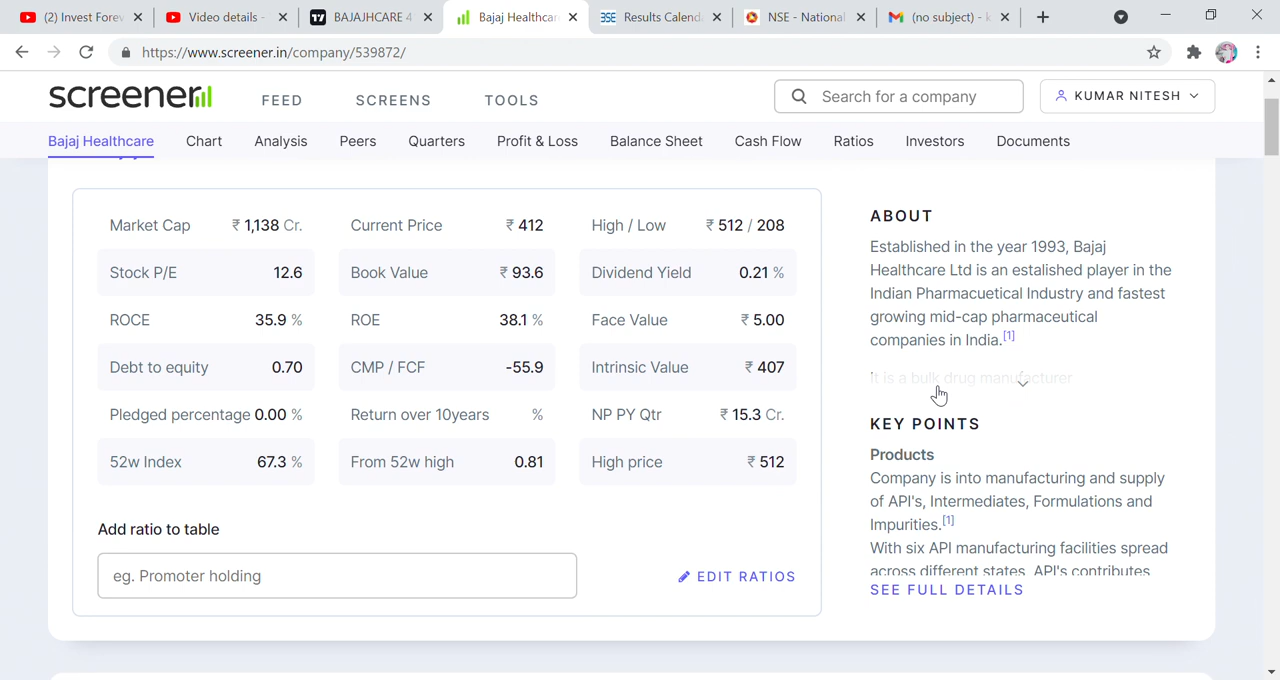 (2) Invest Forev
Video details -
BAJAJHCARE 4
Bajaj Healthcar
Results Calend
NSE - National
(no subject) - k
https://www.screener.in/company/539872/
screener
FEED
SCREENS
TOOLS
Search for a company
KUMAR NITESH
Bajaj Healthcare
Chart
Analysis
Peers
Quarters
Profit & Loss
Balance Sheet
Cash Flow
Ratios
Investors
Documents
Market Cap ₹ 1,138 Cr.
Current Price ₹ 412
High / Low ₹ 512 / 208
Stock P/E 12.6
Book Value ₹ 93.6
Dividend Yield 0.21 %
ROCE 35.9 %
ROE 38.1 %
Face Value ₹ 5.00
Debt to equity 0.70
CMP / FCF -55.9
Intrinsic Value ₹ 407
Pledged percentage 0.00 %
Return over 10years %
NP PY Qtr ₹ 15.3 Cr.
52w Index 67.3 %
From 52w high 0.81
High price ₹ 512
Add ratio to table
eg. Promoter holding
EDIT RATIOS
ABOUT
Established in the year 1993, Bajaj
Healthcare Ltd is an estalished player in the
Indian Pharmacuetical Industry and fastest
growing mid-cap pharmaceutical
companies in India.[1]
It is a bulk drug manufacturer
KEY POINTS
Products
Company is into manufacturing and supply
of API's, Intermediates, Formulations and
Impurities.[1]
With six API manufacturing facilities spread
across different states, API's contributes
SEE FULL DETAILS